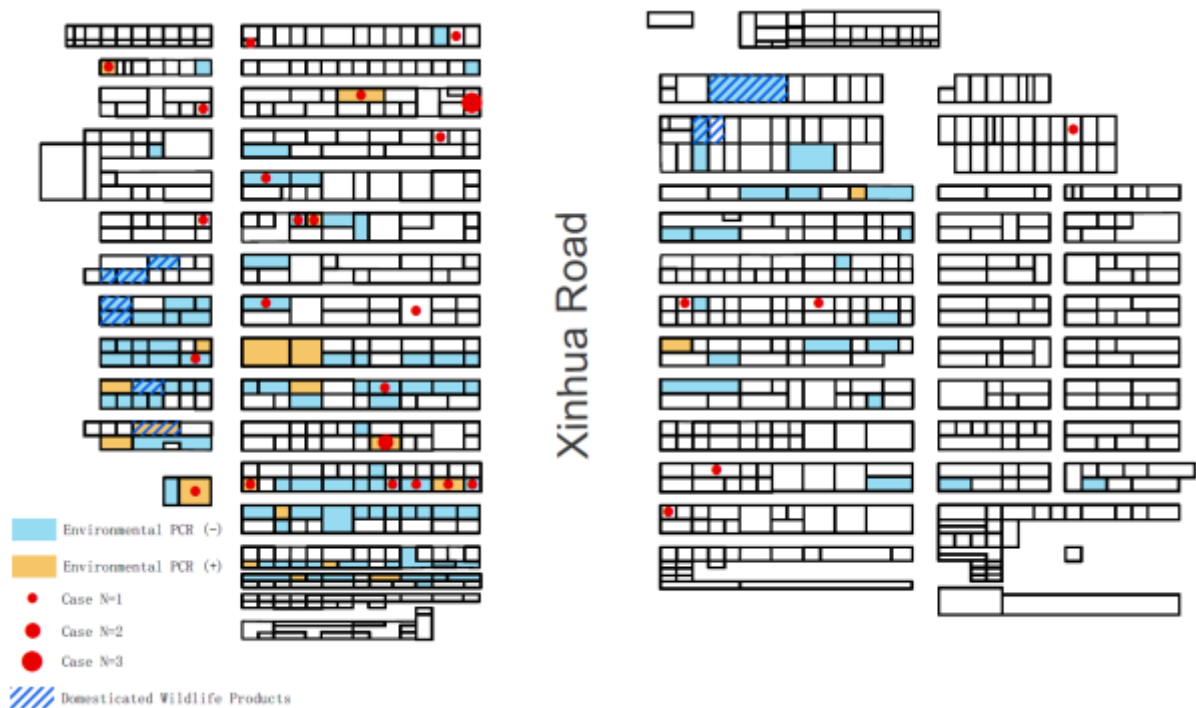 Xinhua Road
Environmental PCR (-)
Environmental PCR (+)
Case N=1
Case N=2
Case N=3
Domesticated Wildlife Products